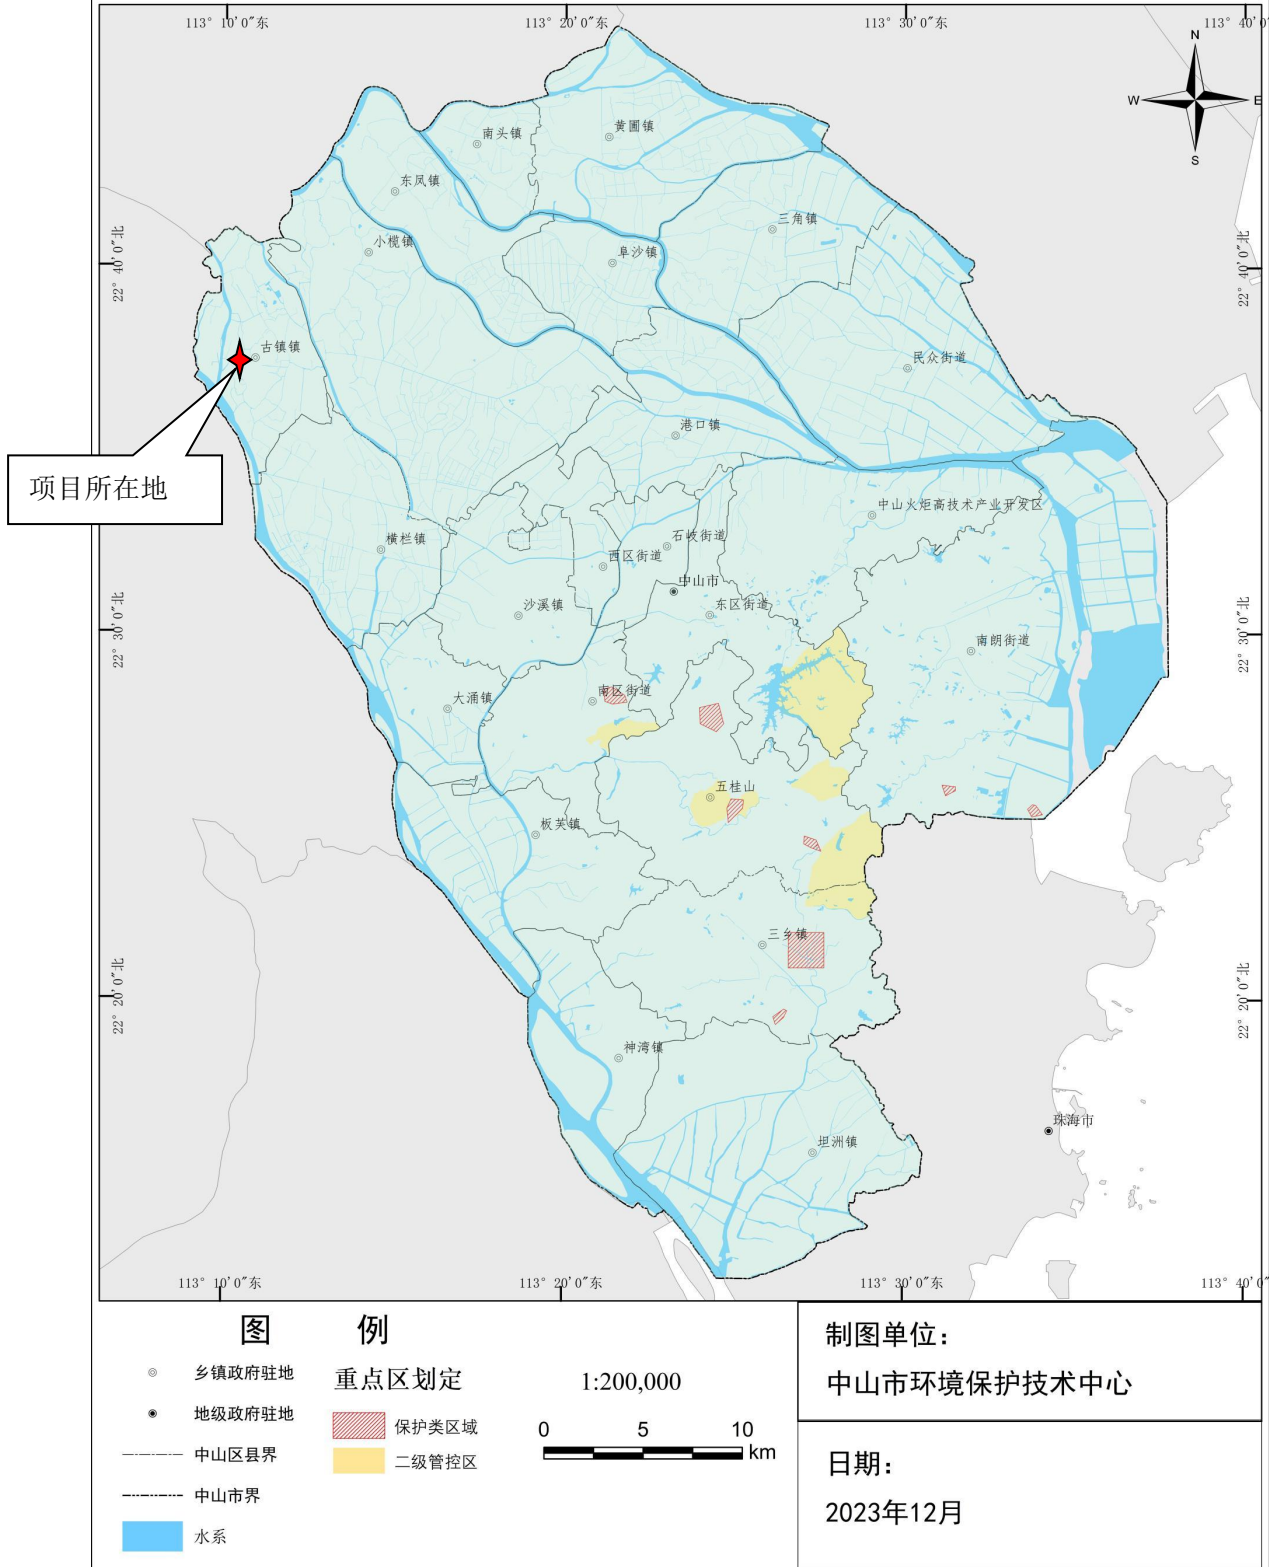 113° 10′0″东
113° 20′0″东
113° 30′0″东
113° 40′0″
N
W
E
S
南头镇
黄圃镇
东凤镇
三角镇
小榄镇
阜沙镇
22° 40′0″北
22° 40′0″北
古镇镇
民众街道
港口镇
项目所在地
中山火炬高技术产业开发区
石岐街道
横栏镇
西区街道
中山市
沙溪镇
东区街道
22° 30′0″北
22° 30′0″北
南朗街道
大涌镇
南区街道
五桂山
板芙镇
三乡镇
22° 20′0″北
22° 20′0″北
神湾镇
珠海市
坦洲镇
113° 10′0″东
113° 20′0″东
113° 30′0″东
113° 40′0″
图 例
乡镇政府驻地
地级政府驻地
中山区县界
中山市界
水系
重点区划定
保护类区域
二级管控区
1:200,000
0 5 10
km
制图单位：
中山市环境保护技术中心
日期：
2023年12月